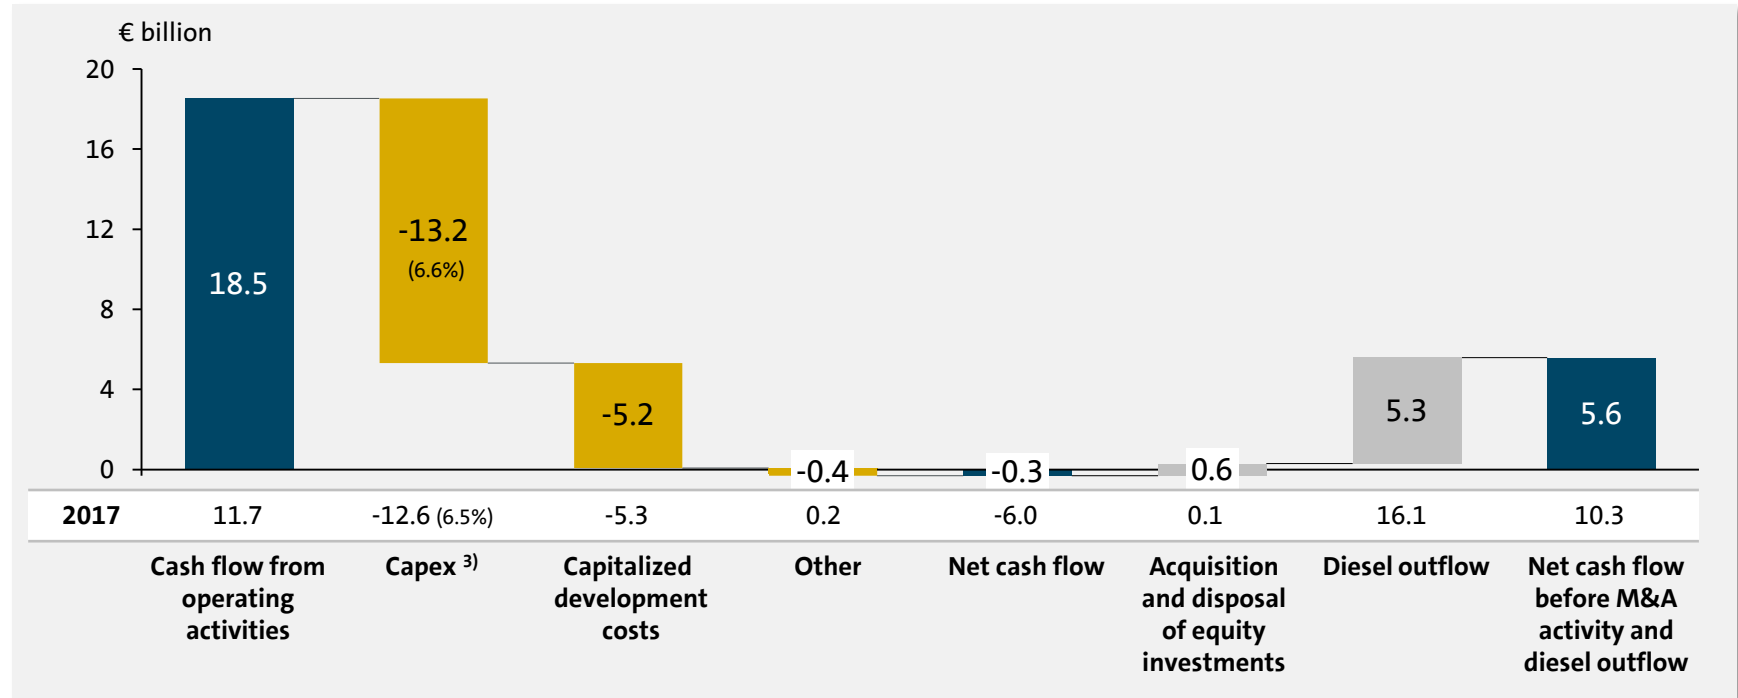 € billion
20
16
12
8
4
0
18.5
-13.2
(6.6%)
-5.2
-0.4
-0.3
0.6
5.3
5.6
2017 11.7 -12.6 (6.5%) -5.3 0.2 -6.0 0.1 16.1 10.3
Cash flow from
operating
activities
Capex 3)
Capitalized
development
costs
Other
Net cash flow
Acquisition
and disposal
of equity
investments
Diesel outflow
Net cash flow
before M&A
activity and
diesel outflow